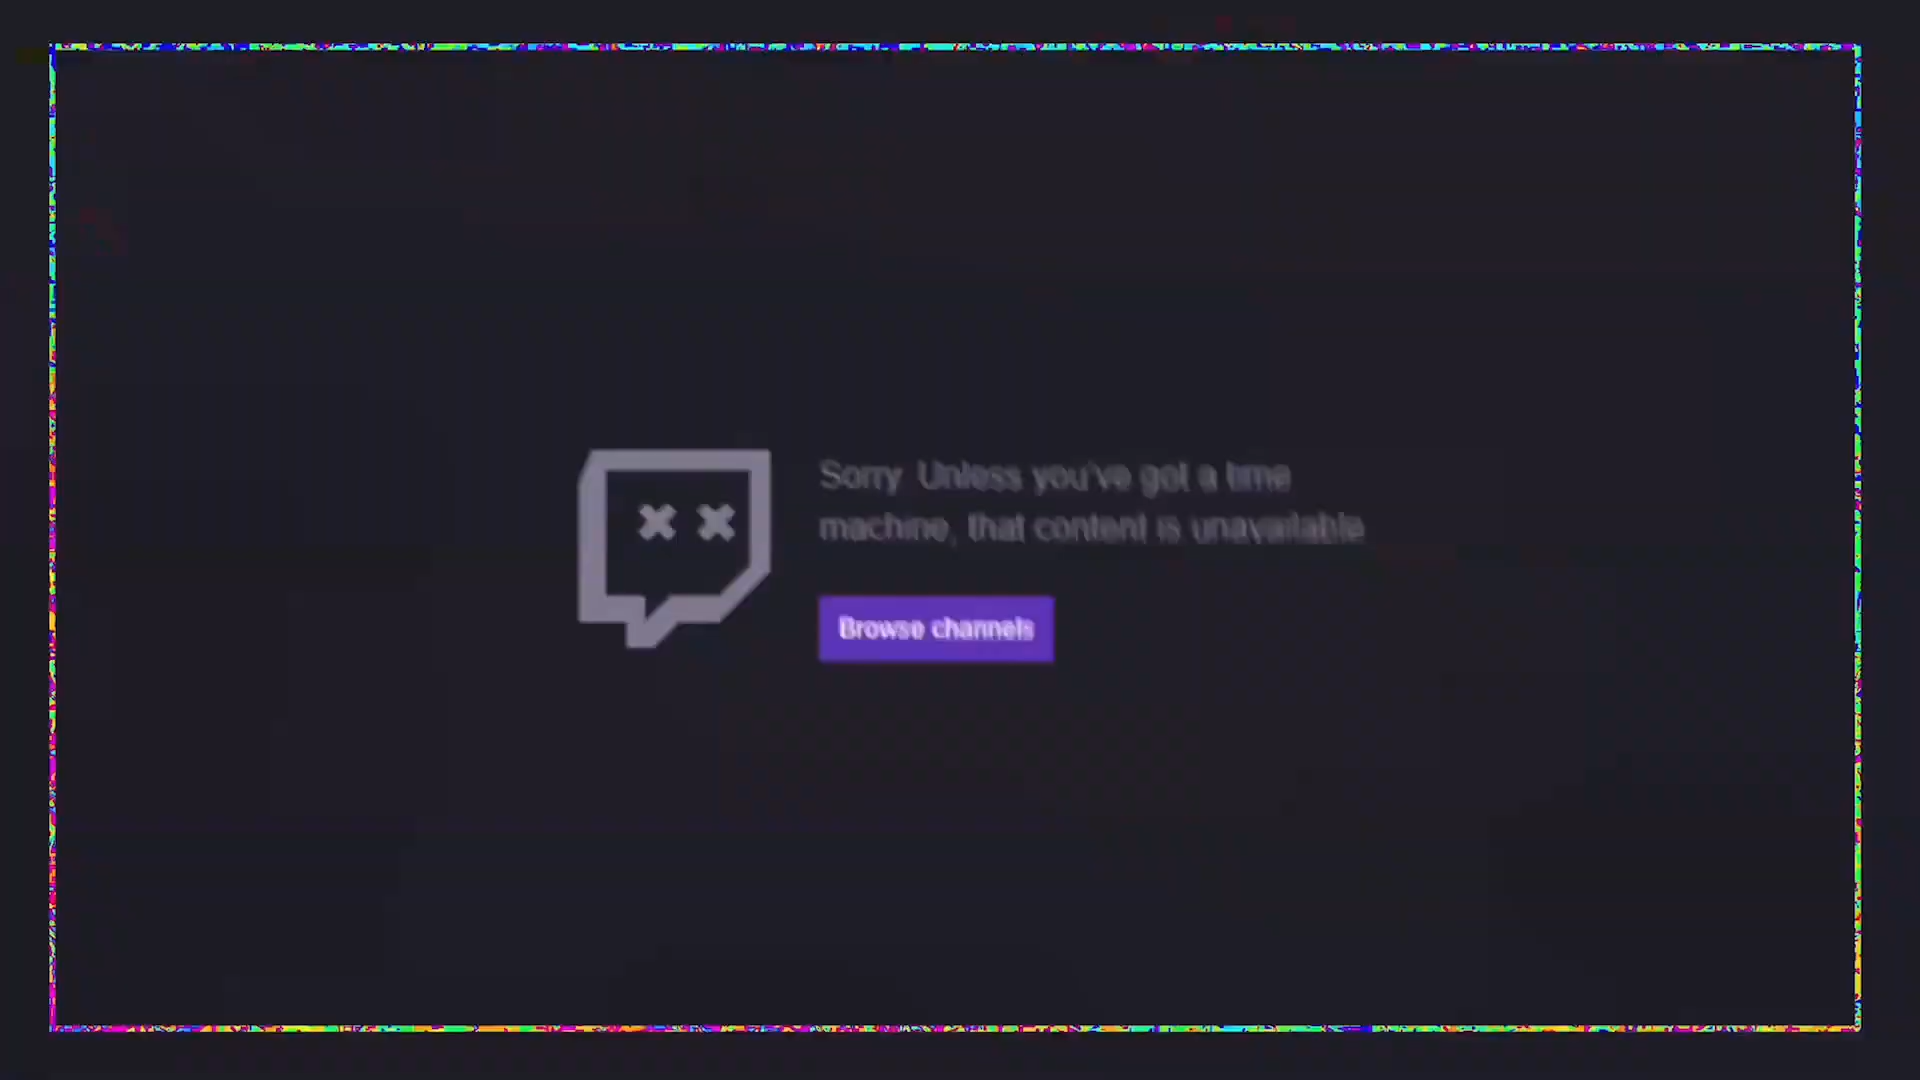 Sorry. Unless you've got a time
machine, that content is unavailable
Browse channels